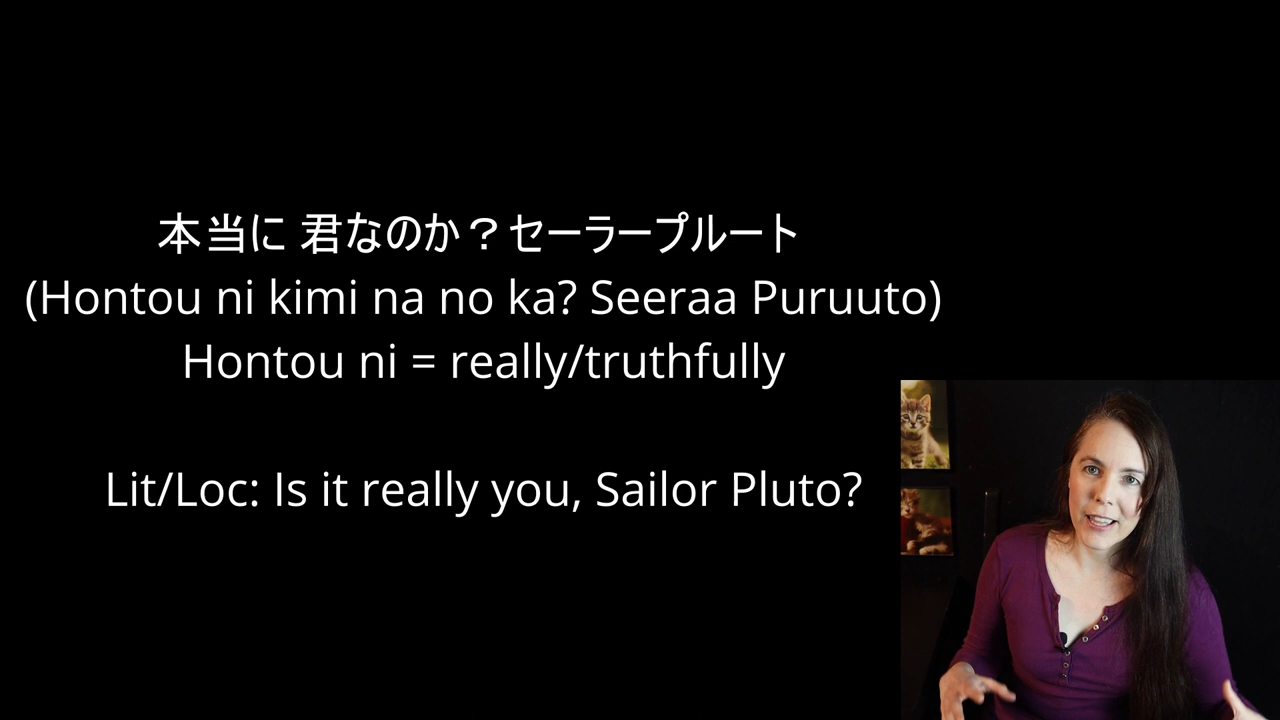 本当に 君なのか？セーラープルート
(Hontou ni kimi na no ka? Seeraa Puruuto)
Hontou ni = really/truthfully
Lit/Loc: Is it really you, Sailor Pluto?